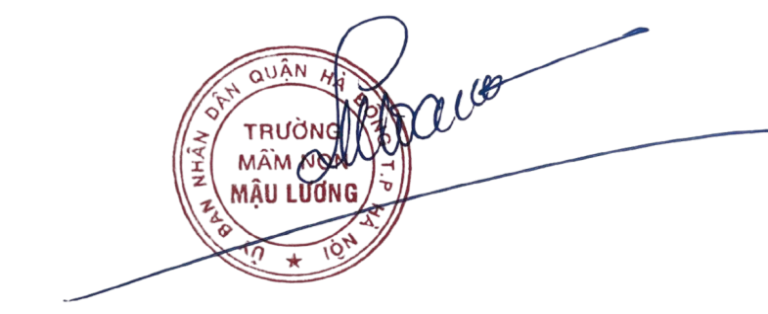 ỦY BAN NHÂN DÂN QUẬN HÀ ĐÔNG T.P HÀ NỘI
TRƯỜNG
MẦM NON
MẬU LƯƠNG